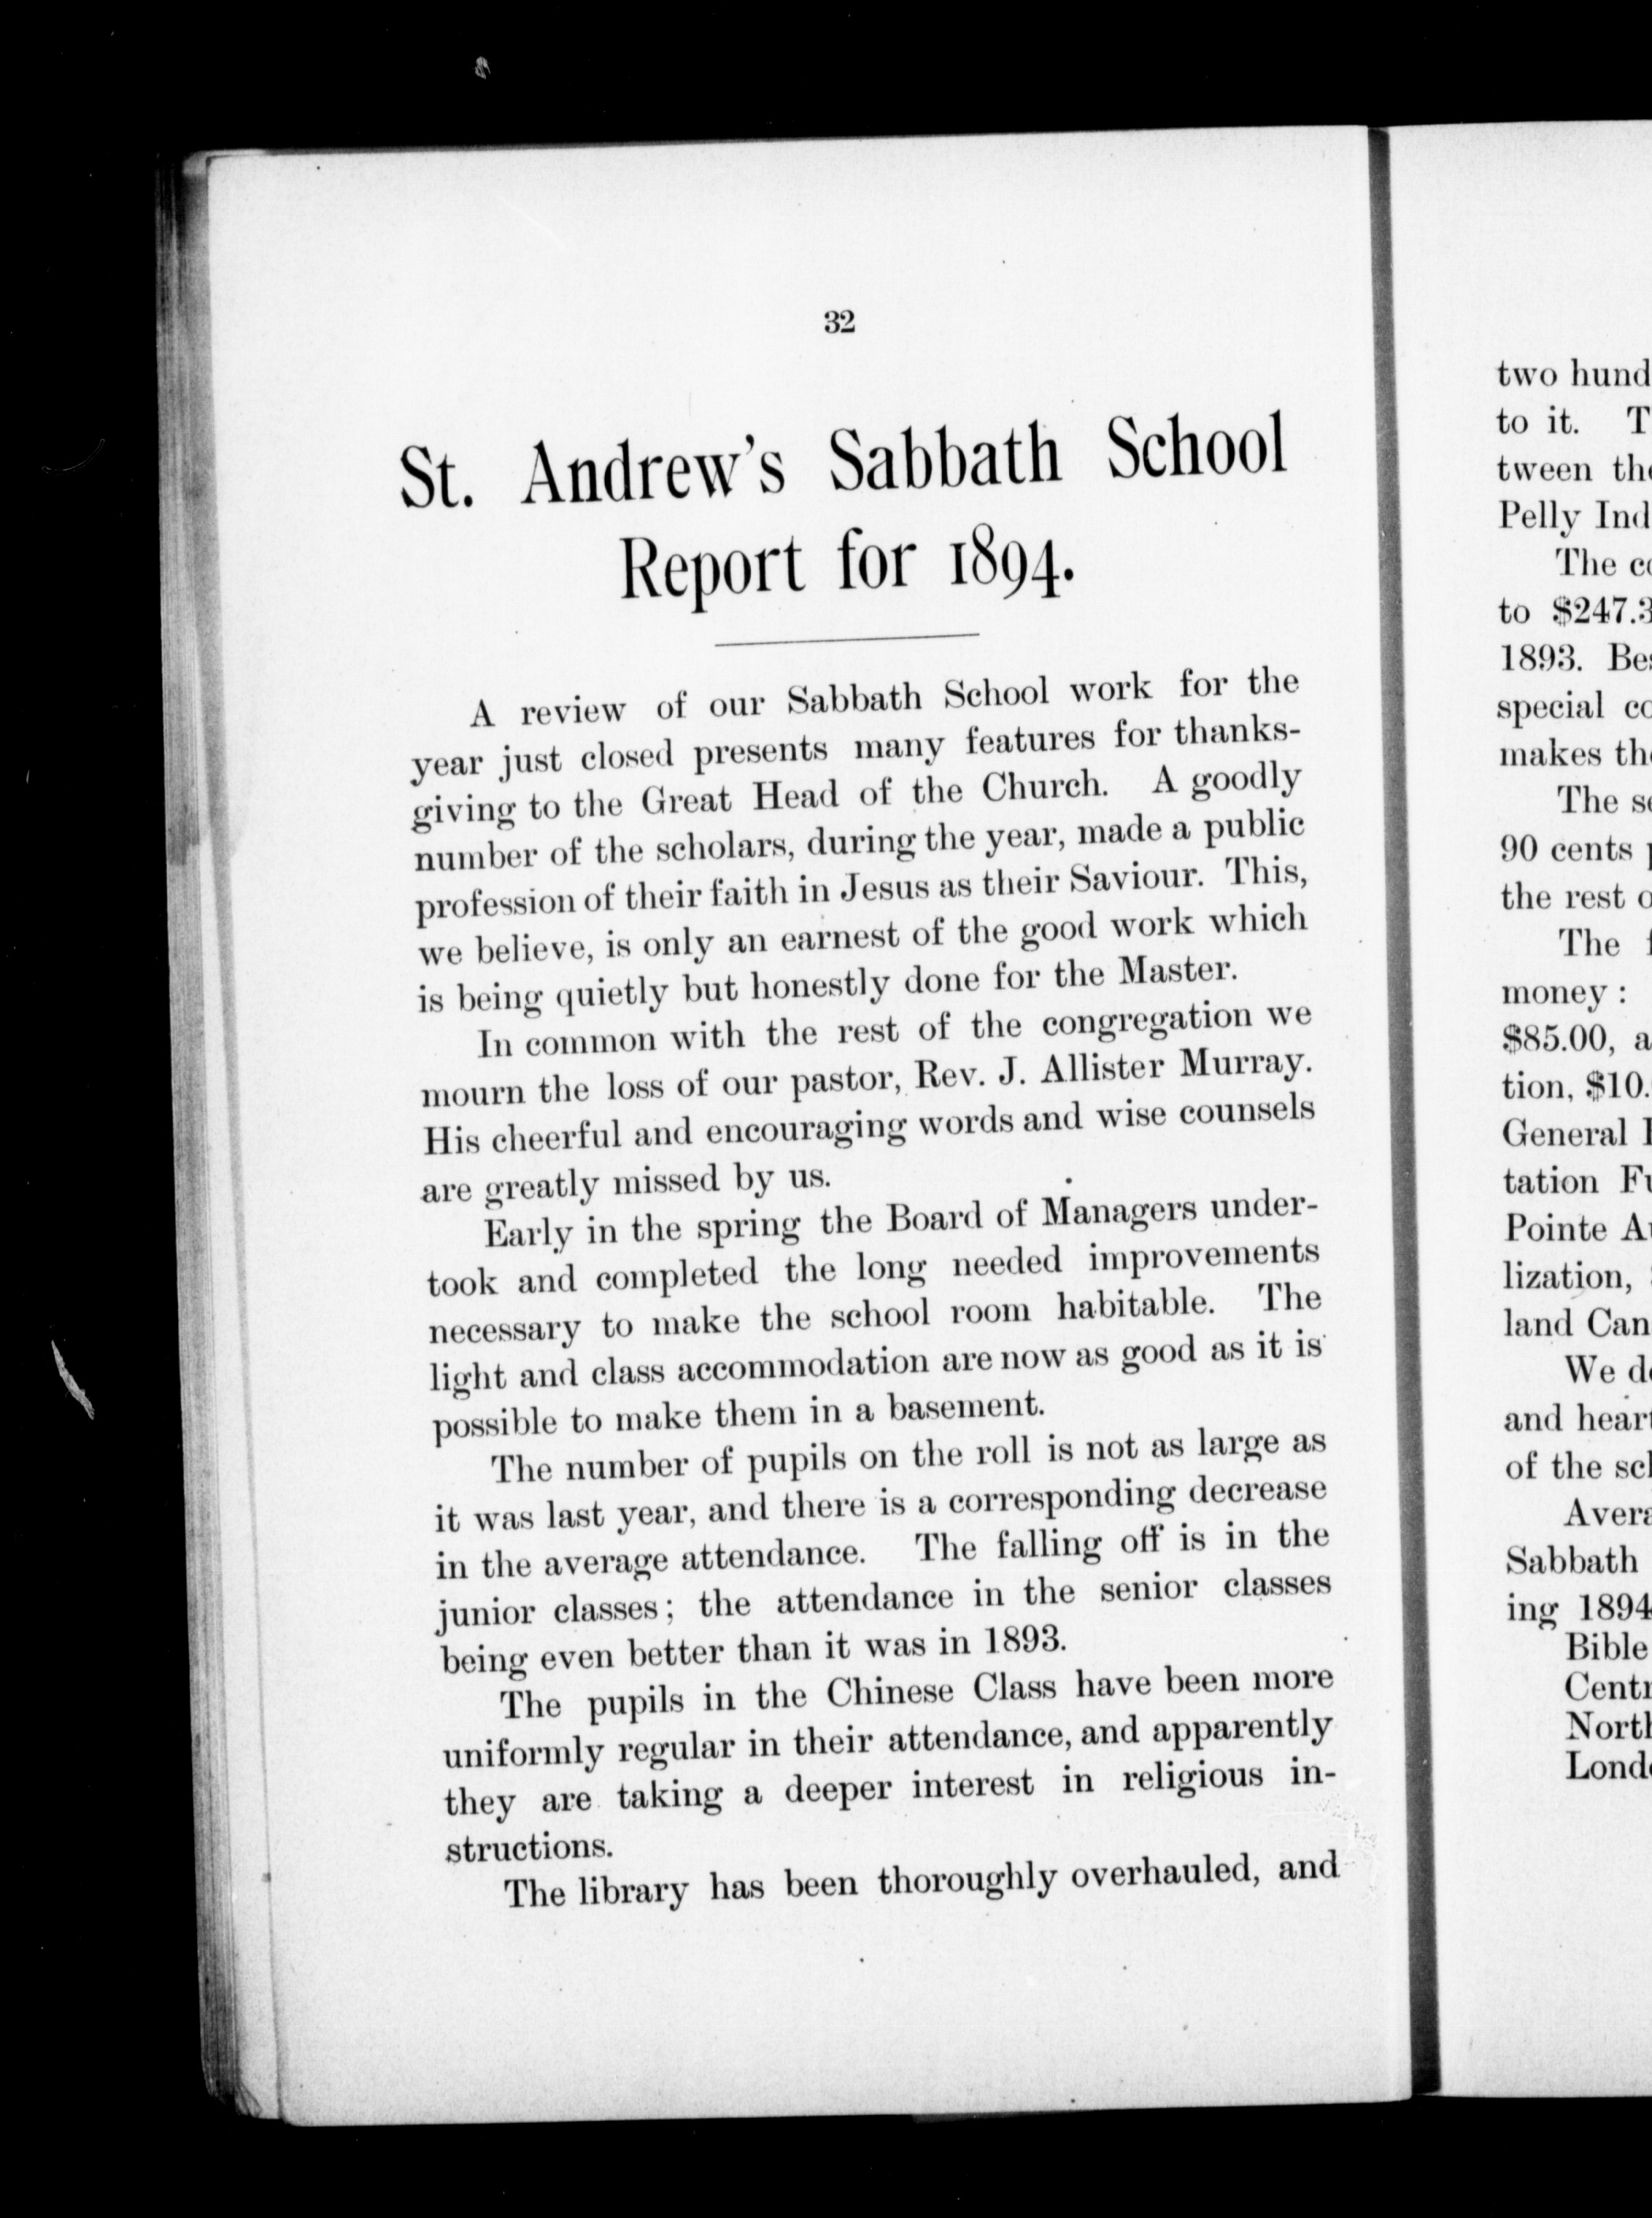 32
St. Andrew's Sabbath School
Report for 1894.
A review of our Sabbath School work for the
year just closed presents many features for thanks-
giving to the Great Head of the Church. A goodly
number of the scholars, during the year, made a public
profession of their faith in Jesus as their Saviour. This,
we believe, is only an earnest of the good work which
is being quietly but honestly done for the Master.
In common with the rest of the congregation we
mourn the loss of our pastor, Rev. J. Allister Murray.
His cheerful and encouraging words and wise counsels
are greatly missed by us.
Early in the spring the Board of Managers under-
took and completed the long needed improvements
necessary to make the school room habitable. The
light and class accommodation are now as good as it is
possible to make them in a basement.
The number of pupils on the roll is not as large as
it was last year, and there is a corresponding decrease
in the average attendance. The falling off is in the
junior classes; the attendance in the senior classes
being even better than it was in 1893.
The pupils in the Chinese Class have been more
uniformly regular in their attendance, and apparently
they are taking a deeper interest in religious in-
structions.
The library has been thoroughly overhauled, and
two
to it.
tween
Pelly
The
to
1893.
special
makes
The
90 cents
the rest
The
money :
$85.00,
tion,
General
tation
Pointe
lization,
land
We
and
of the
Sabbath
ing
Bible